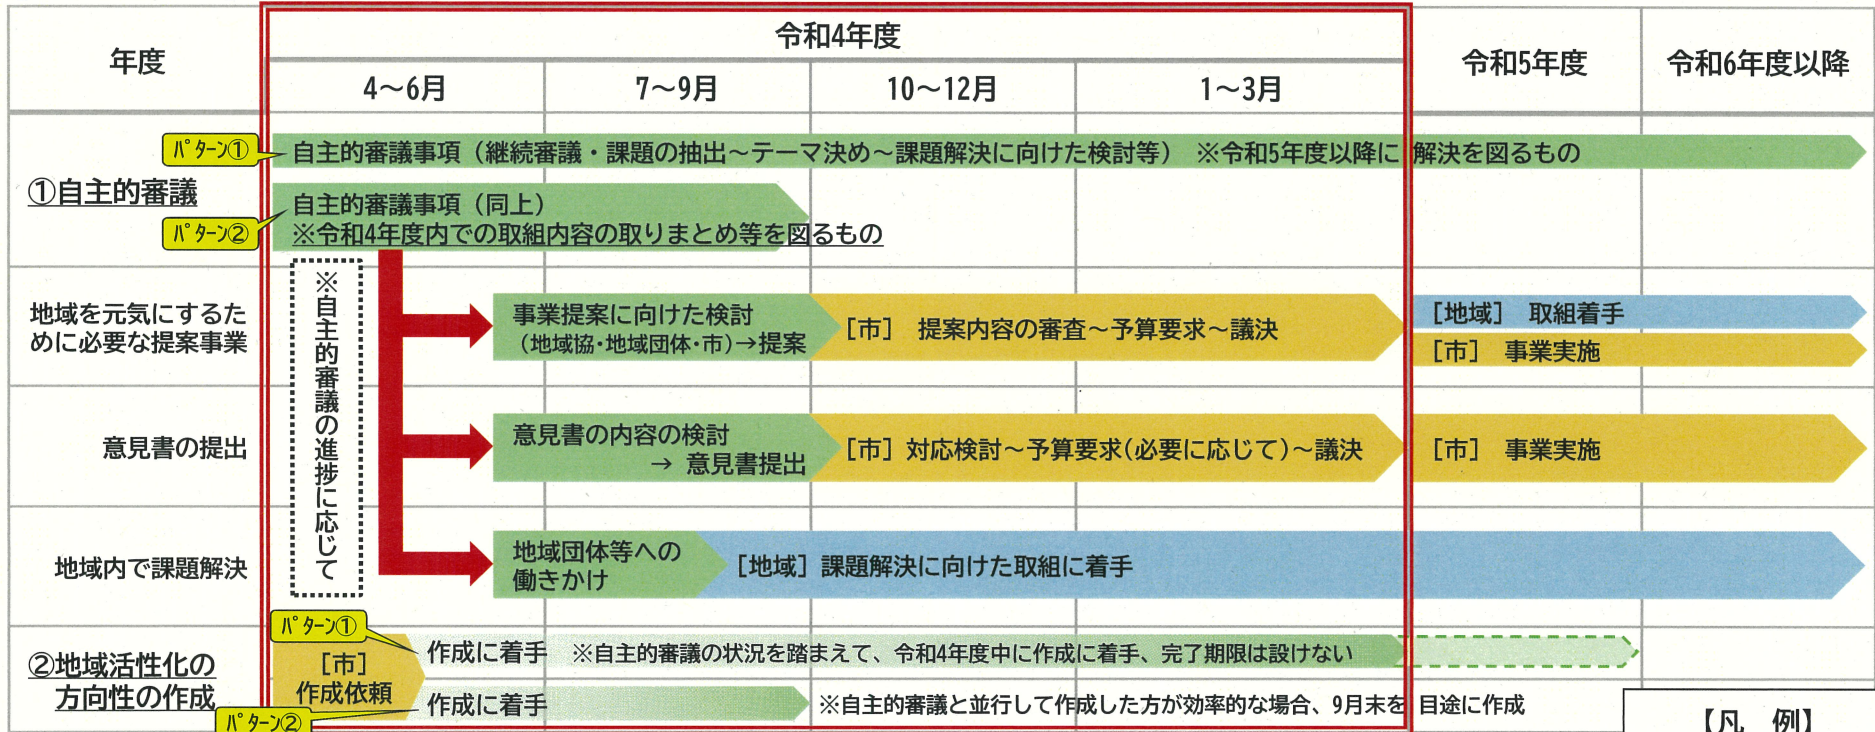 年度
令和4年度
令和5年度
令和6年度以降
4～6月
7～9月
10～12月
1～3月
①自主的審議
ﾊﾟﾀｰﾝ①
自主的審議事項（継続審議・課題の抽出～テーマ決め～課題解決に向けた検討等） ※令和5年度以降に 解決を図るもの
ﾊﾟﾀｰﾝ②
自主的審議事項（同上）
※令和4年度内での取組内容の取りまとめ等を図るもの
※自主的審議の進捗に応じて
地域を元気にするた
めに必要な提案事業
事業提案に向けた検討
（地域協・地域団体・市）→提案
［市］ 提案内容の審査～予算要求～議決
［地域］ 取組着手
［市］ 事業実施
意見書の提出
意見書の内容の検討
→ 意見書提出
［市］対応検討～予算要求(必要に応じて)～議決
［市］ 事業実施
地域内で課題解決
地域団体等への
働きかけ
［地域］課題解決に向けた取組に着手
②地域活性化の
方向性の作成
ﾊﾟﾀｰﾝ①
［市］
作成依頼
ﾊﾟﾀｰﾝ②
作成に着手 ※自主的審議の状況を踏まえて、令和4年度中に作成に着手、完了期限は設けない
作成に着手
※自主的審議と並行して作成した方が効率的な場合、9月末を 目途に作成
【凡 例】